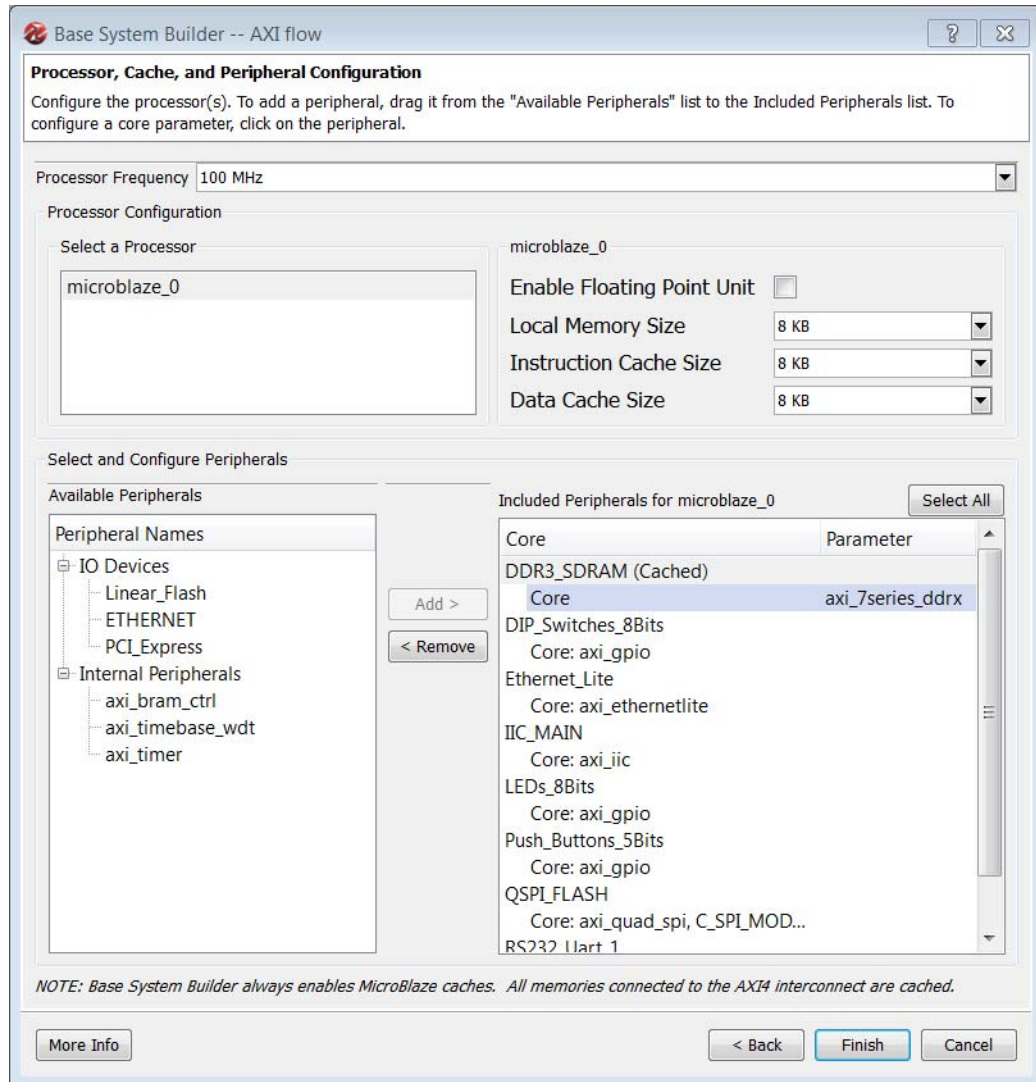 Base System Builder -- AXI flow
Processor, Cache, and Peripheral Configuration
Configure the processor(s). To add a peripheral, drag it from the "Available Peripherals" list to the Included Peripherals list. To
configure a core parameter, click on the peripheral.
Processor Frequency 100 MHz
Processor Configuration
Select a Processor
microblaze_0
microblaze_0
Enable Floating Point Unit
Local Memory Size 8 KB
Instruction Cache Size 8 KB
Data Cache Size 8 KB
Select and Configure Peripherals
Available Peripherals
Peripheral Names
IO Devices
Linear_Flash
ETHERNET
PCI_Express
Internal Peripherals
axi_bram_ctrl
axi_timebase_wdt
axi_timer
Add >
< Remove
Included Peripherals for microblaze_0 Select All
Core Parameter
DDR3_SDRAM (Cached)
Core axi_7series_ddrx
DIP_Switches_8Bits
Core: axi_gpio
Ethernet_Lite
Core: axi_ethernetlite
IIC_MAIN
Core: axi_iic
LEDs_8Bits
Core: axi_gpio
Push_Buttons_5Bits
Core: axi_gpio
QSPI_FLASH
Core: axi_quad_spi, C_SPI_MOD...
RS232_Uart_1
NOTE: Base System Builder always enables MicroBlaze caches. All memories connected to the AXI4 interconnect are cached.
More Info < Back Finish Cancel